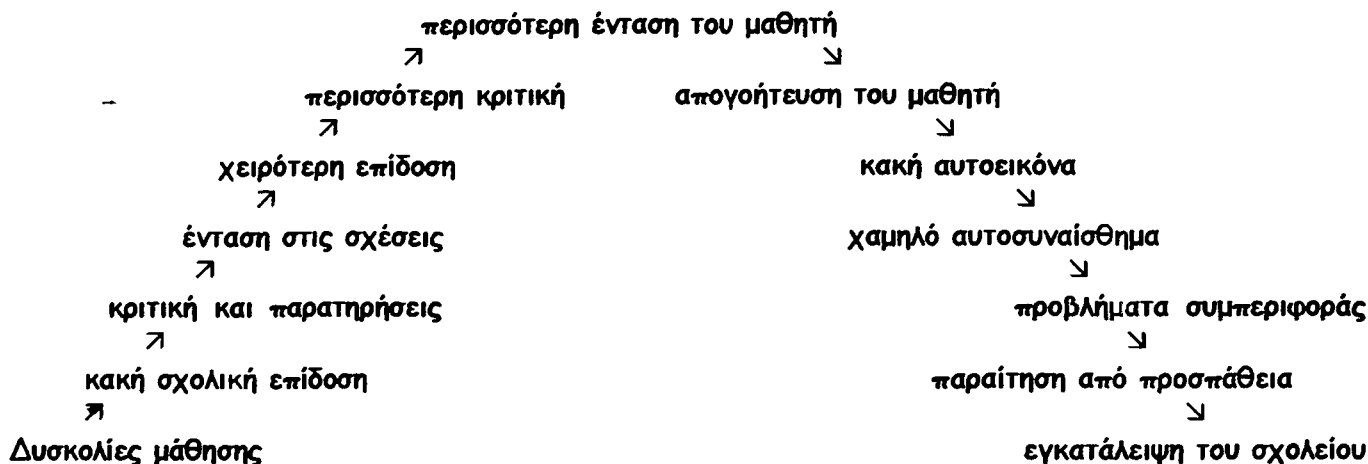 περισσότερη ένταση του μαθητή
↗ ↘
περισσότερη κριτική απογοήτευση του μαθητή
↗ ↘
χειρότερη επίδοση κακή αυτοεικόνα
↗ ↘
ένταση στις σχέσεις χαμηλό αυτοσυναίσθημα
↗ ↘
κριτική και παρατηρήσεις προβλήματα συμπεριφοράς
↗ ↘
κακή σχολική επίδοση παραίτηση από προσπάθεια
↗ ↘
Δυσκολίες μάθησης εγκατάλειψη του σχολείου